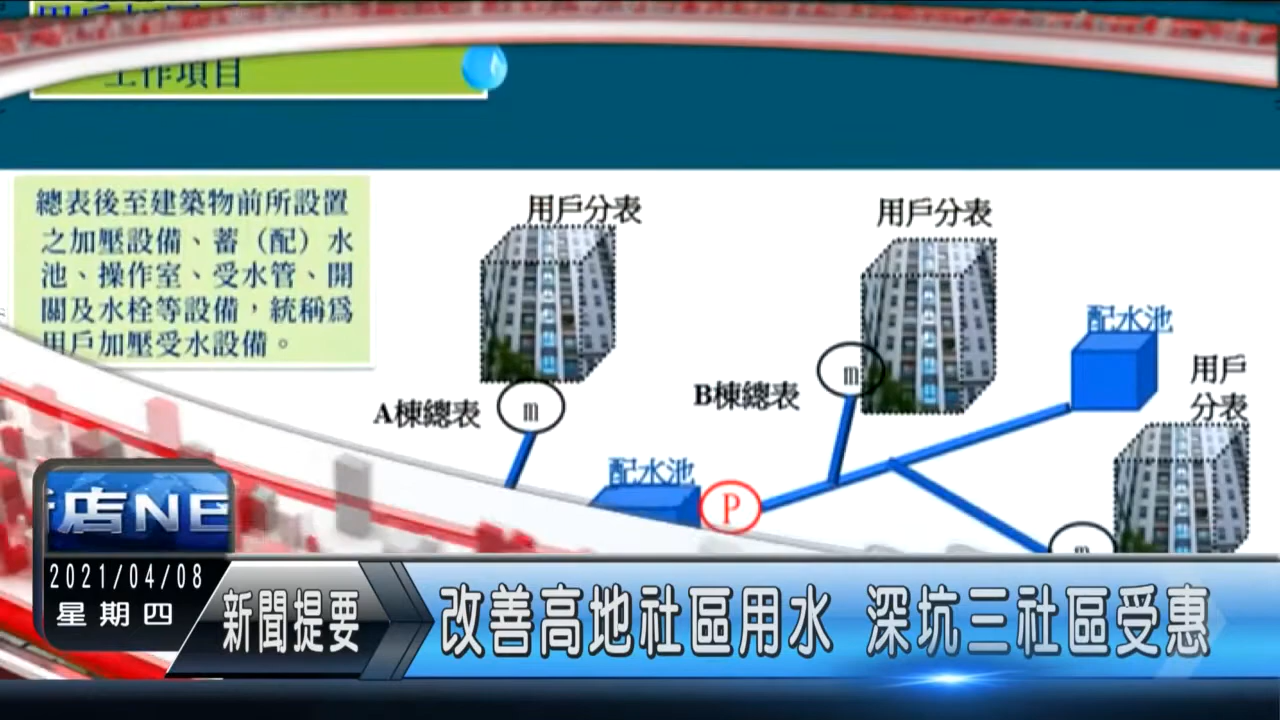 工作項目
總表後至建築物前所設置
之加壓設備、蓄（配）水
池、操作室、受水管、開
關及水栓等設備，統稱為
用戶加壓受水設備。
用戶分表
用戶分表
配水池
用戶
分表
A棟總表
m
B棟總表
m
配水池
P
m
店NE
2021/04/08
星期四
新聞提要
改善高地社區用水 深坑三社區受惠